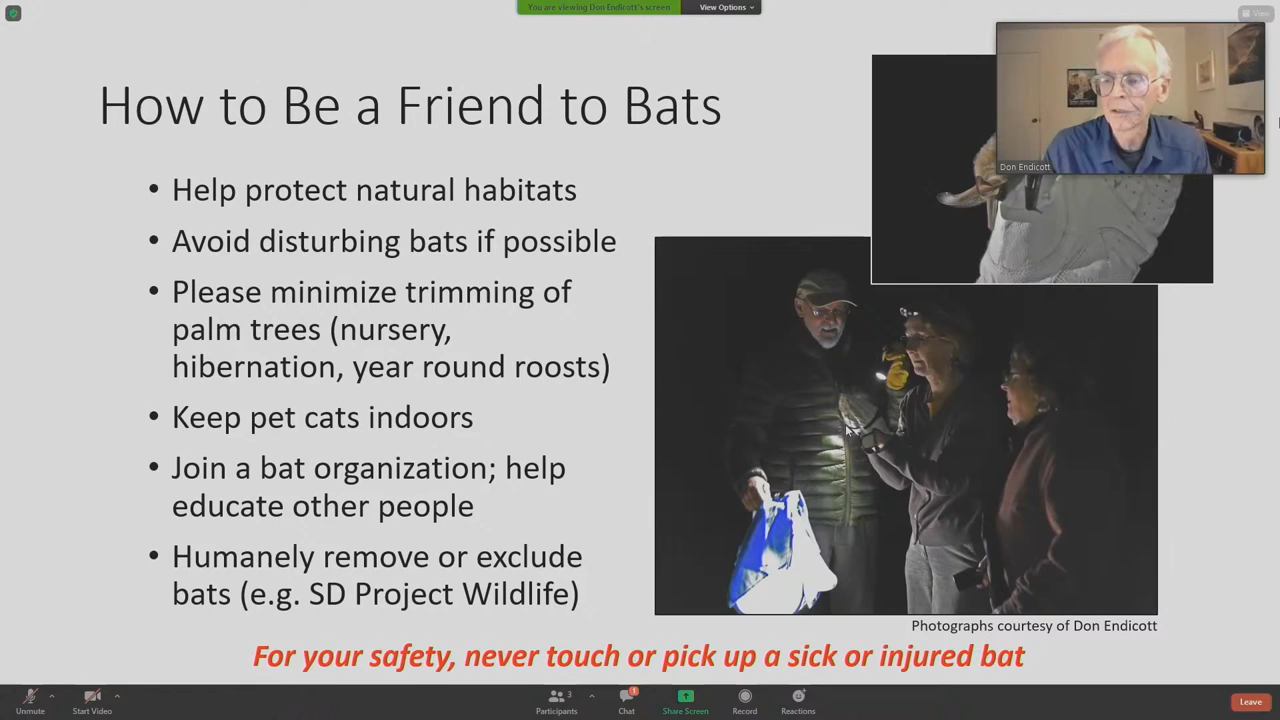 You are viewing Don Endicott's screen
View Options
View
How to Be a Friend to Bats
Don Endicott
• Help protect natural habitats
• Avoid disturbing bats if possible
• Please minimize trimming of
palm trees (nursery,
hibernation, year round roosts)
• Keep pet cats indoors
• Join a bat organization; help
educate other people
• Humanely remove or exclude
bats (e.g. SD Project Wildlife)
Photographs courtesy of Don Endicott
For your safety, never touch or pick up a sick or injured bat
Unmute
Start Video
Participants
3
Chat
1
Share Screen
Record
Reactions
Leave